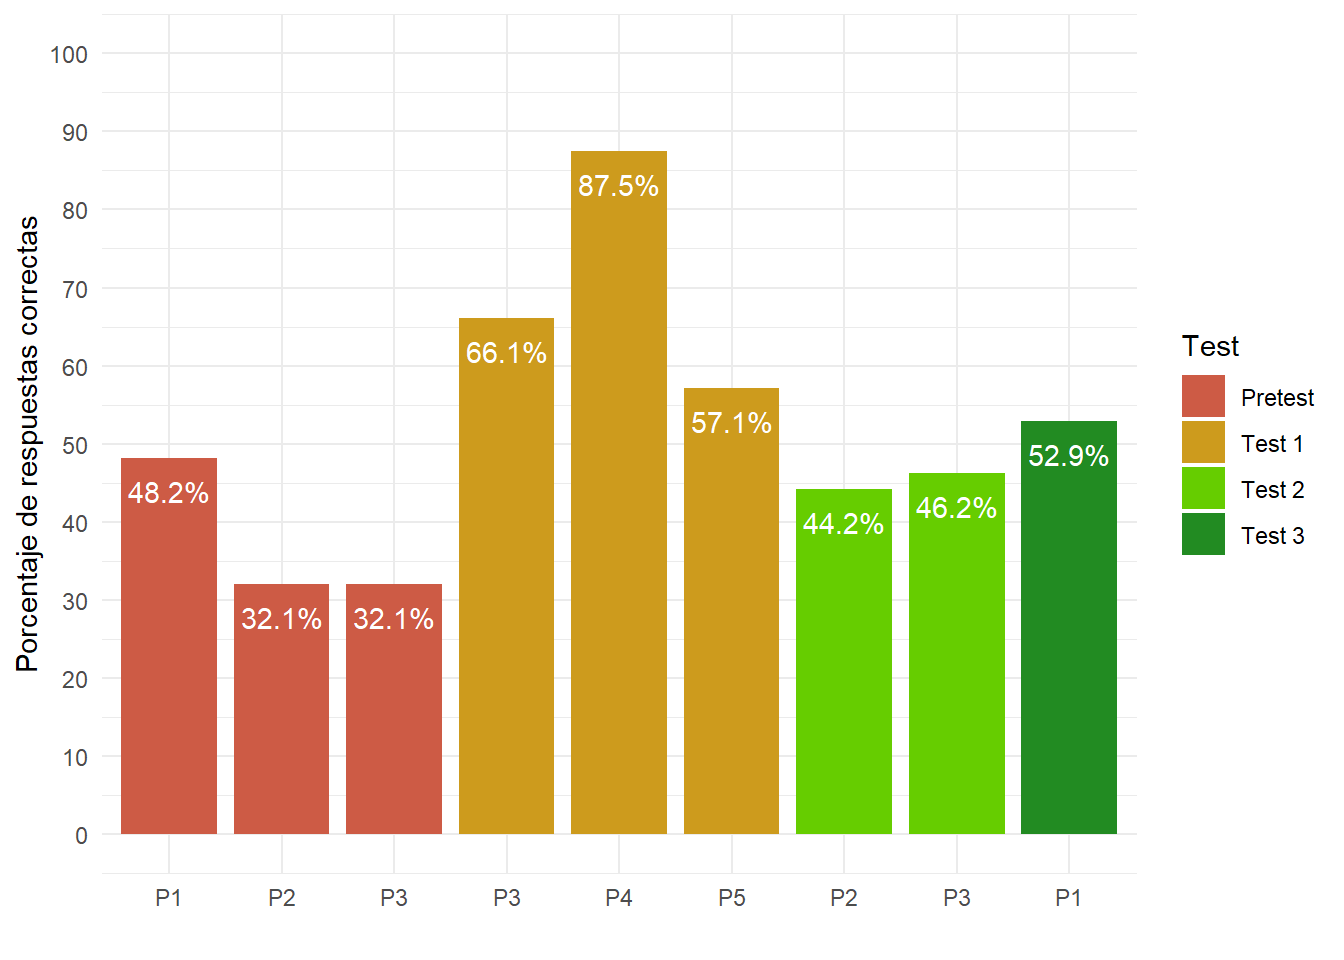 Porcentaje de respuestas correctas
100
90
80
70
60
50
40
30
20
10
0
48.2%
32.1%
32.1%
66.1%
87.5%
57.1%
44.2%
46.2%
52.9%
P1
P2
P3
P3
P4
P5
P2
P3
P1
Test
Pretest
Test 1
Test 2
Test 3